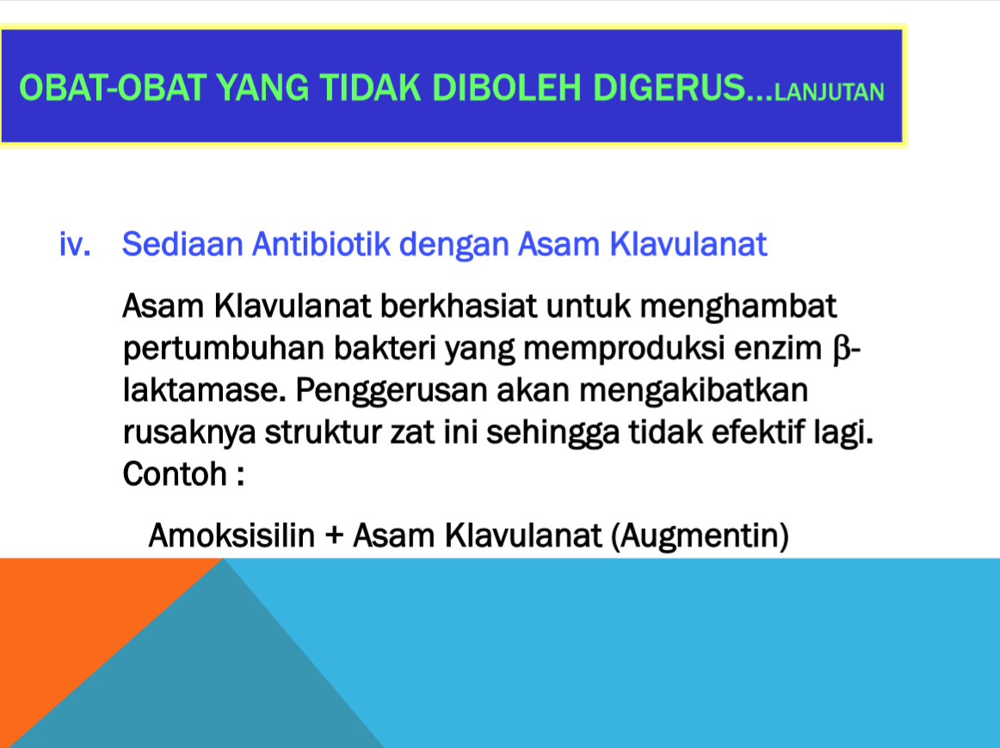 OBAT-OBAT YANG TIDAK DIBOLEH DIGERUS...LANJUTAN
iv. Sediaan Antibiotik dengan Asam Klavulanat
Asam Klavulanat berkhasiat untuk menghambat
pertumbuhan bakteri yang memproduksi enzim β-
laktamase. Penggerusan akan mengakibatkan
rusaknya struktur zat ini sehingga tidak efektif lagi.
Contoh :
Amoksisilin + Asam Klavulanat (Augmentin)